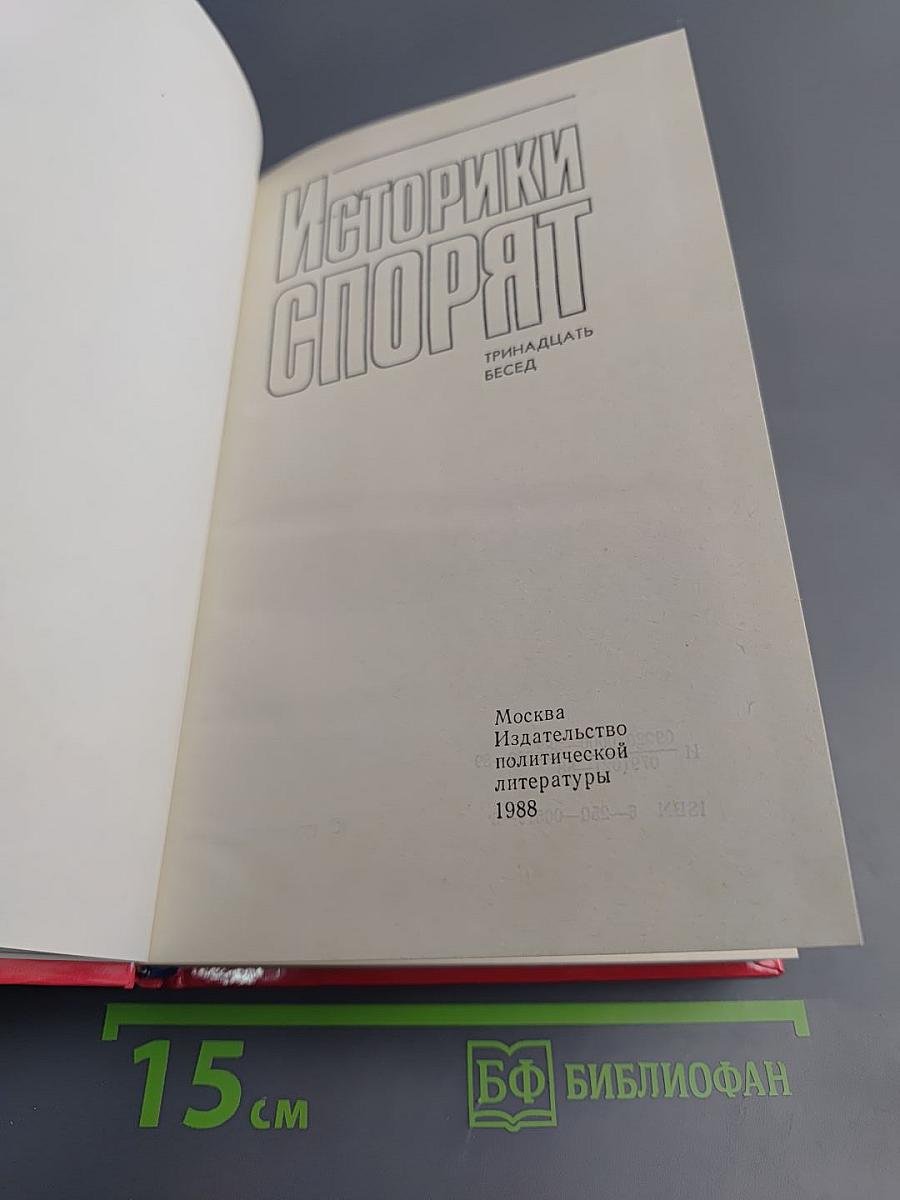 Историки
спорят
тринадцать
бесед
Москва
Издательство
политической
литературы
1988
15 см
БФ БИБЛИОФАН